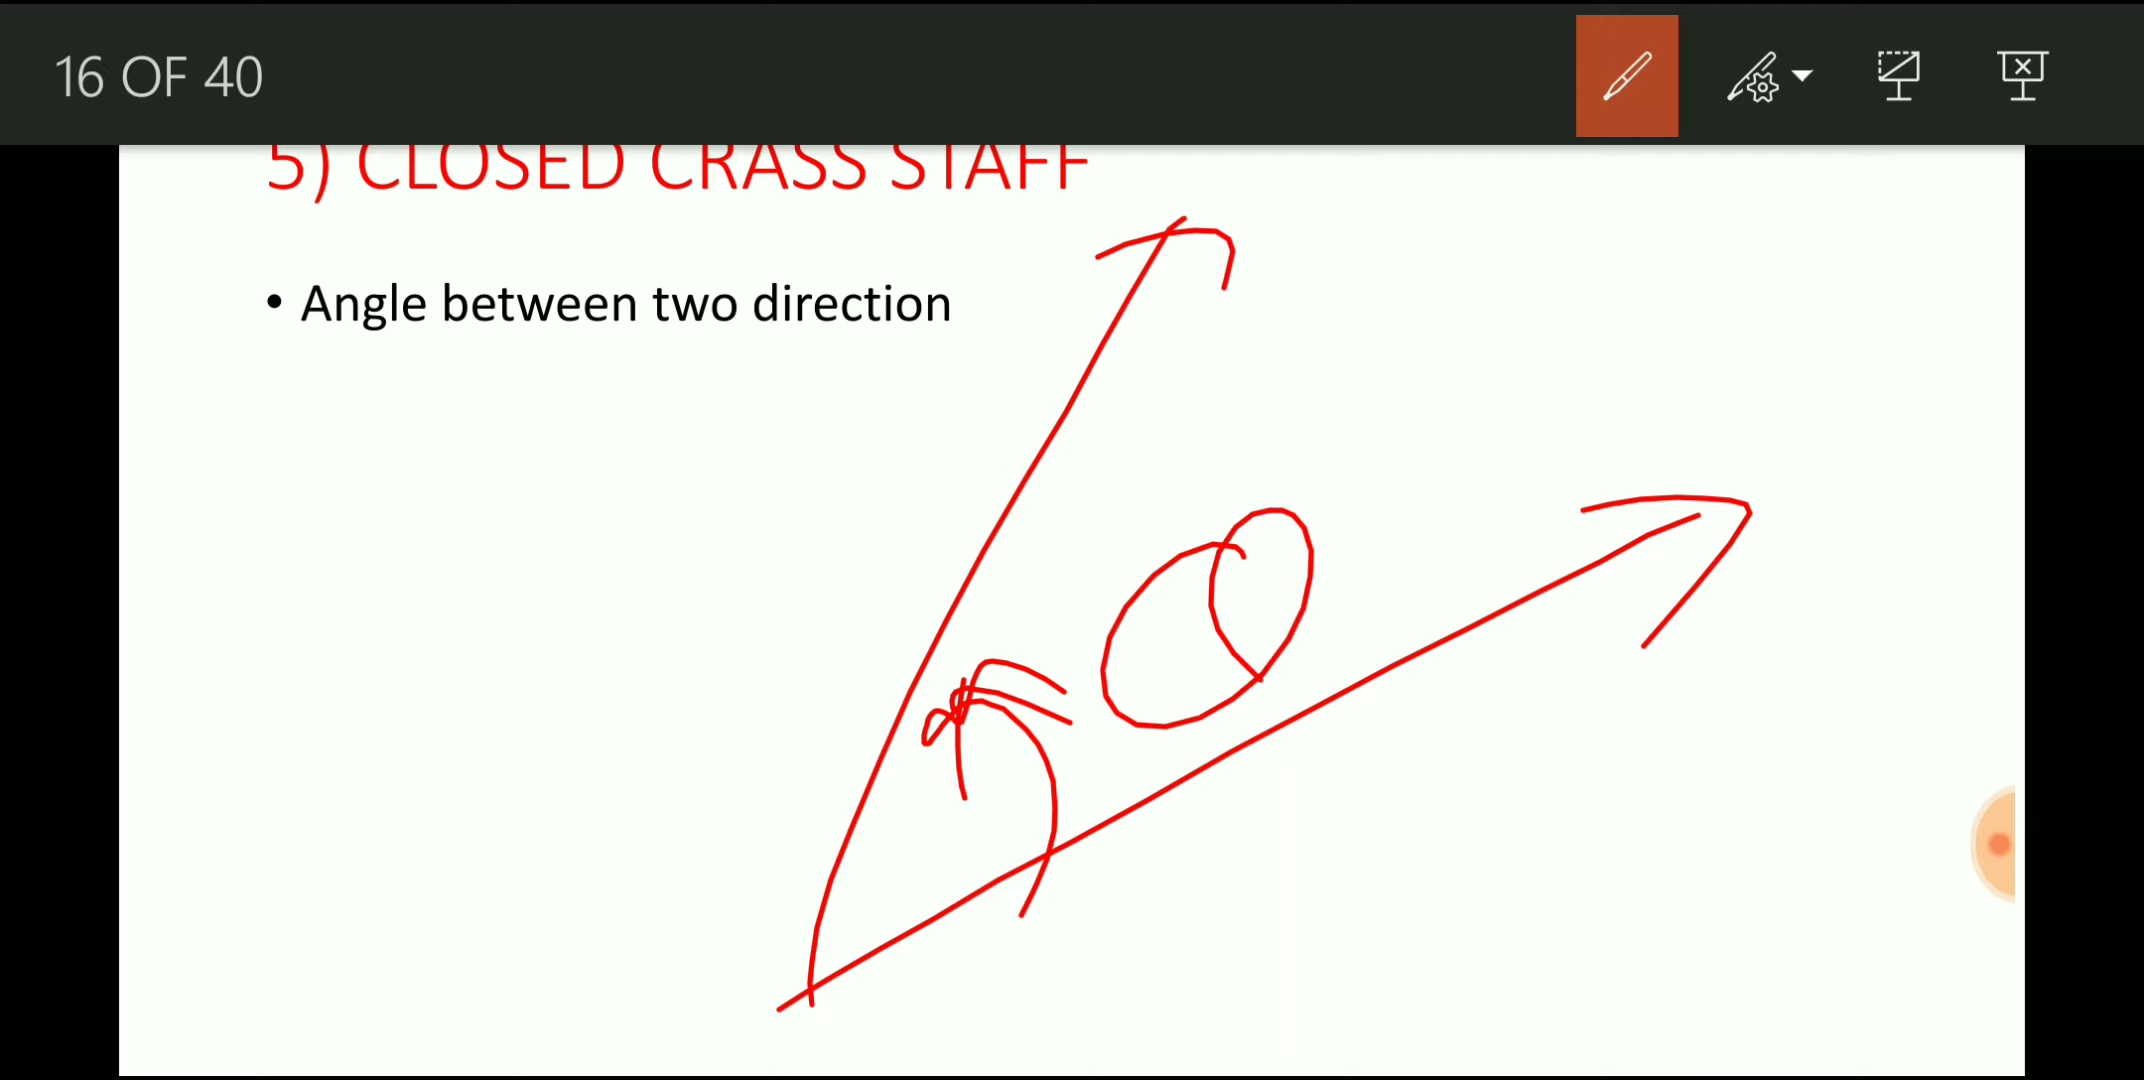 16 OF 40
5) CLOSED CRASS STAFF
• Angle between two direction